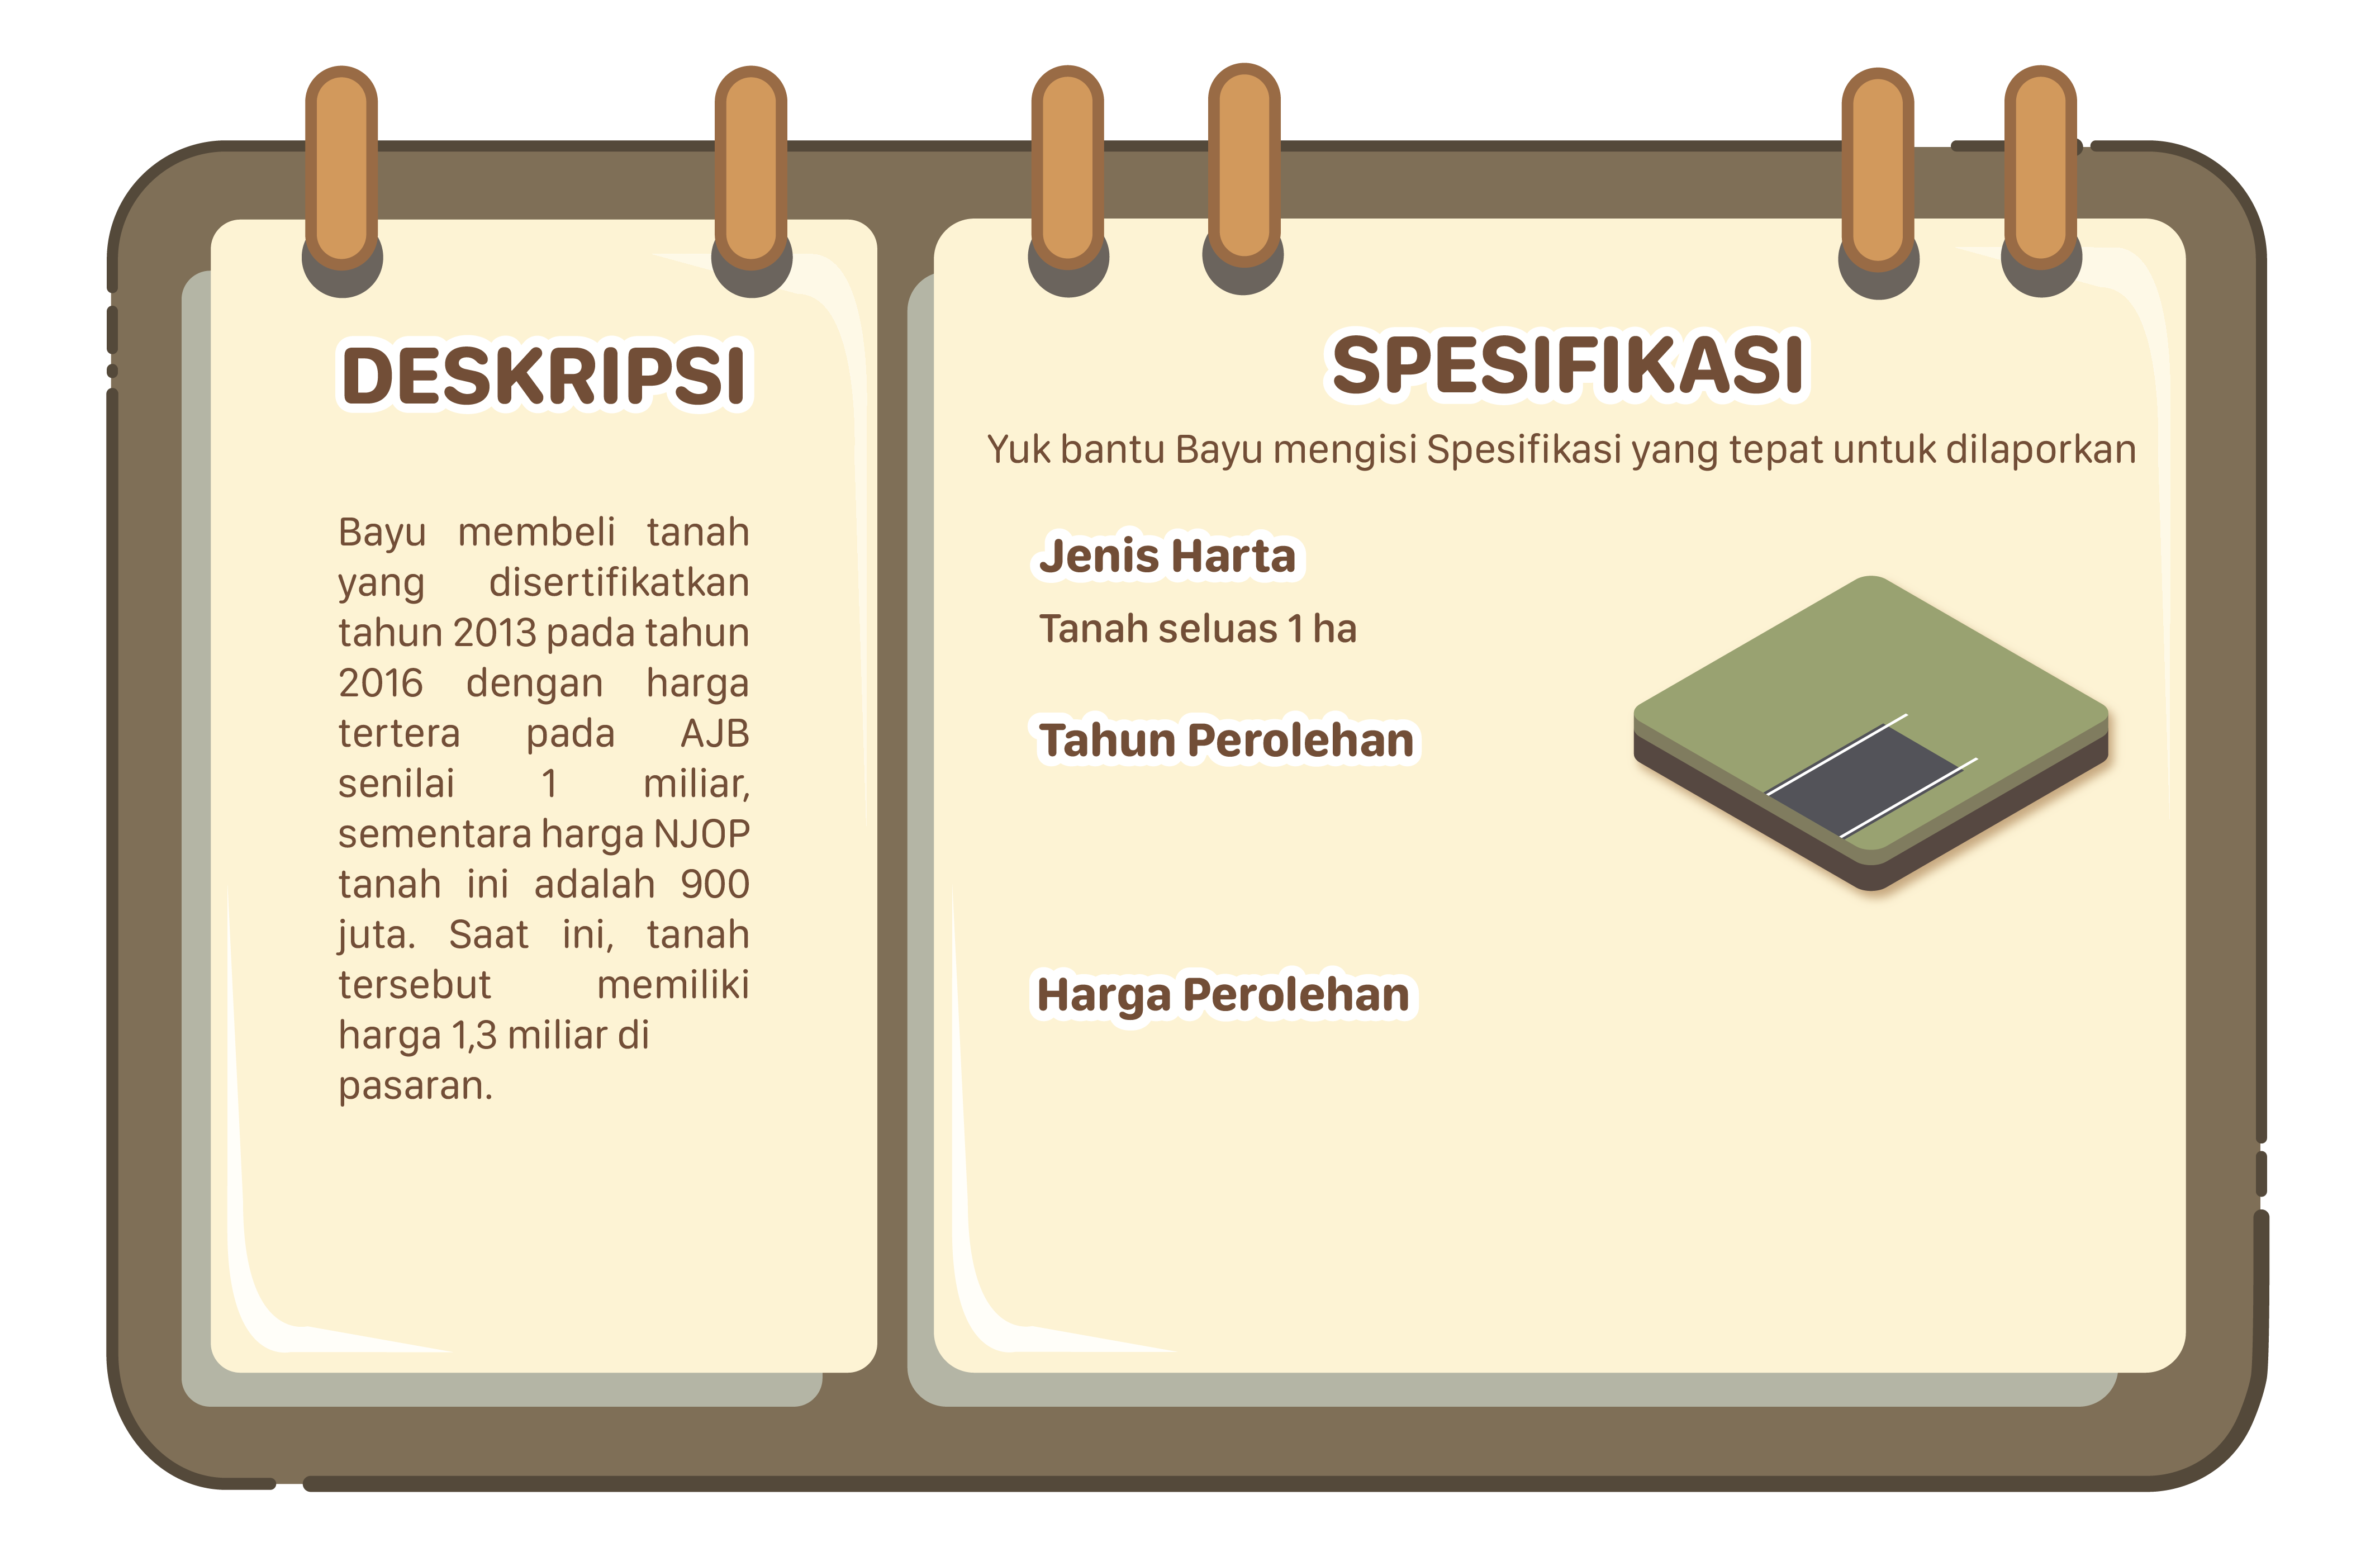 DESKRIPSI
Bayu membeli tanah
yang disertifikatkan
tahun 2013 pada tahun
2016 dengan harga
tertera pada AJB
senilai 1 miliar,
sementara harga NJOP
tanah ini adalah 900
juta. Saat ini, tanah
tersebut memiliki
harga 1,3 miliar di
pasaran.
SPESIFIKASI
Yuk bantu Bayu mengisi Spesifikasi yang tepat untuk dilaporkan
Jenis Harta
Tanah seluas 1 ha
Tahun Perolehan
Harga Perolehan